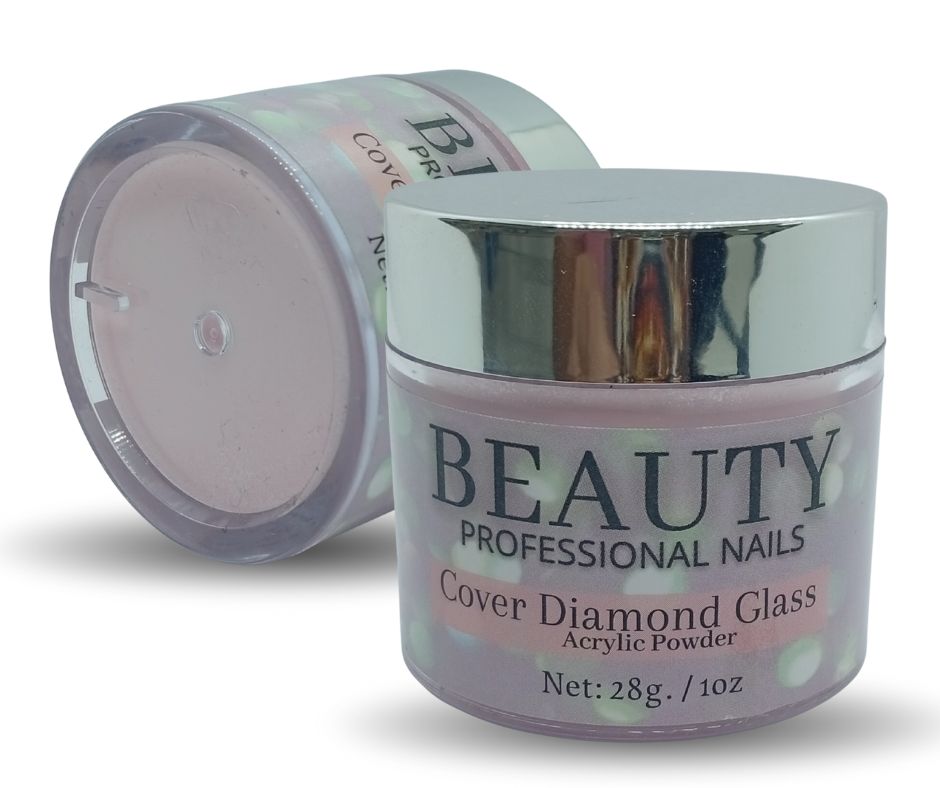 BEAUTY
PROFESSIONAL NAILS
Cover Diamond Glass
Acrylic Powder
Net: 28g. / 1oz